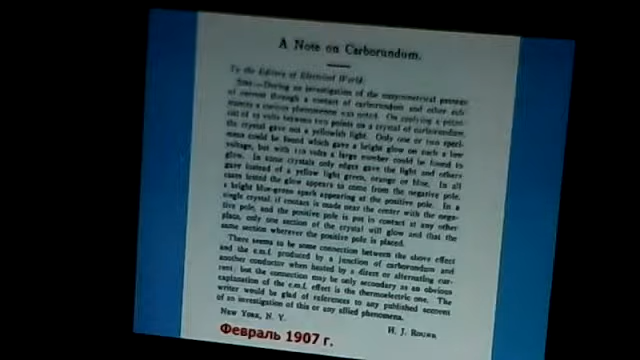 A Note on Carborundum.
To the Editors of Electrical World:
Sirs:—During an investigation of the unsymmetrical passage
of current through a contact of carborundum and other sub-
stances a curious phenomenon was noted. On applying a poten-
tial of 10 volts between two points on a crystal of carborundum,
the crystal gave out a yellowish light. Only one or two speci-
mens could be found which gave a bright glow on such a low
voltage, but with 110 volts a large number could be found to
glow. In some crystals only edges gave the light and others
gave instead of a yellow light green, orange or blue. In all
cases tested the glow appears to come from the negative pole,
a bright blue-green spark appearing at the positive pole. In a
single crystal, if contact is made near the center with the nega-
tive pole, and the positive pole is put in contact at any other
place, only one section of the crystal will glow and that the
same section wherever the positive pole is placed.
There seems to be some connection between the above effect
and the e.m.f. produced by a junction of carborundum and
another conductor when heated by a direct or alternating cur-
rent; but the connection may be only secondary as an obvious
explanation of the e.m.f. effect is the thermoelectric one. The
writer would be glad of references to any published account
of an investigation of this or any allied phenomena.
New York, N. Y.
H. J. Round
Февраль 1907 г.